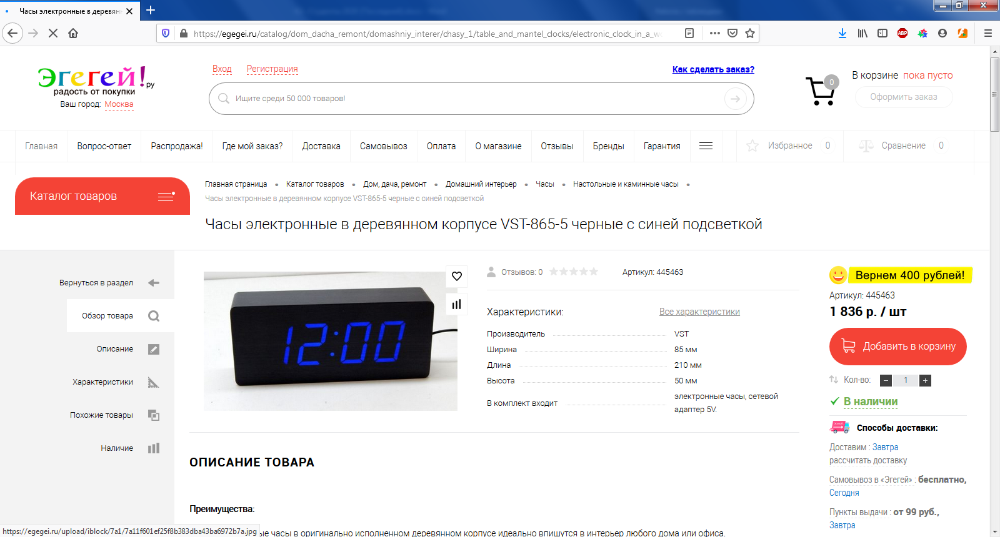 Часы электронные в деревянн
https://egegei.ru/catalog/dom_dacha_remont/domashniy_interer/chasy_1/table_and_mantel_clocks/electronic_clock_in_a_w
ABP
Эгегей!ру
радость от покупки
Ваш город: Москва
Вход Регистрация
Как сделать заказ?
Ищите среди 50 000 товаров!
0
В корзине пока пусто
Оформить заказ
Главная Вопрос-ответ Распродажа! Где мой заказ? Доставка Самовывоз Оплата О магазине Отзывы Бренды Гарантия Избранное 0 Сравнение 0
Каталог товаров
Главная страница • Каталог товаров • Дом, дача, ремонт • Домашний интерьер • Часы • Настольные и каминные часы •
Часы электронные в деревянном корпусе VST-865-5 черные с синей подсветкой
Часы электронные в деревянном корпусе VST-865-5 черные с синей подсветкой
Вернуться в раздел
Обзор товара
Описание
Характеристики
Похожие товары
Наличие
12:00
Отзывов: 0 Артикул: 445463
Характеристики: Все характеристики
Производитель VST
Ширина 85 мм
Длина 210 мм
Высота 50 мм
В комплект входит электронные часы, сетевой
адаптер 5V.
Вернем 400 рублей!
Артикул: 445463
1 836 р. / шт
Добавить в корзину
Кол-во: – 1 +
В наличии
Способы доставки:
Доставим : Завтра
рассчитать доставку
Самовывоз в «Эгегей» : бесплатно,
Сегодня
Пункты выдачи : от 99 руб.,
Завтра
ОПИСАНИЕ ТОВАРА
Преимущества:
ые часы в оригинально исполненном деревянном корпусе идеально впишутся в интерьер любого дома или офиса.
https://egegei.ru/upload/iblock/7a1/7a11f601ef25f8b383dba43ba6972b7a.jpg